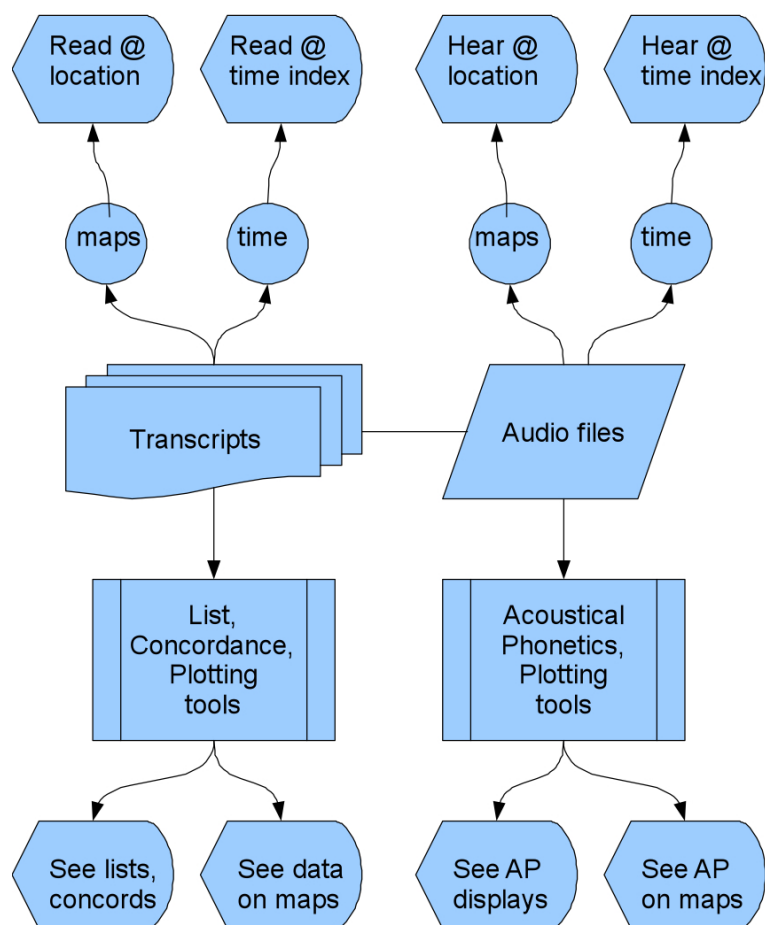 Read @
location
Read @
time index
Hear @
location
Hear @
time index
maps
time
maps
time
Transcripts
Audio files
List,
Concordance,
Plotting
tools
Acoustical
Phonetics,
Plotting
tools
See lists,
concords
See data
on maps
See AP
displays
See AP
on maps